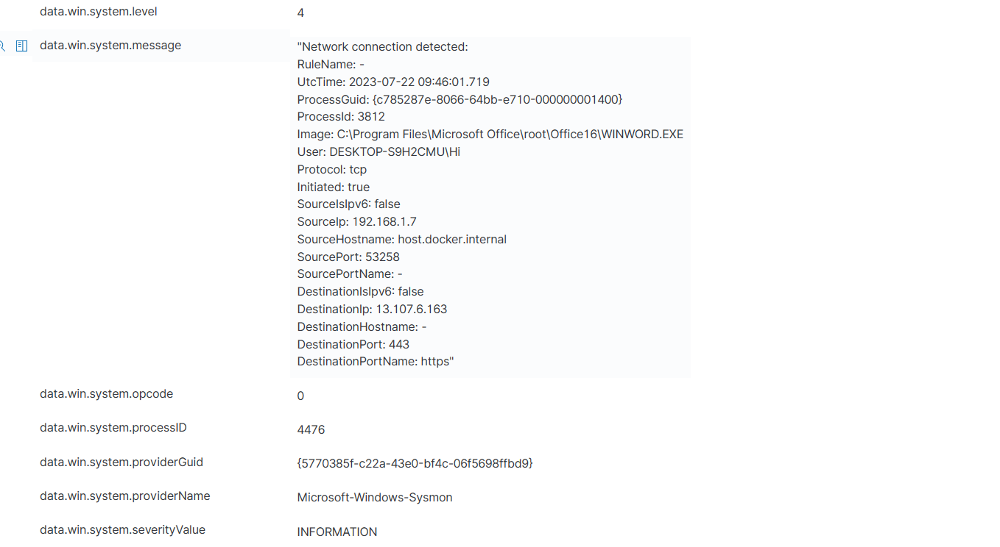 data.win.system.level 4
data.win.system.message "Network connection detected:
RuleName: -
UtcTime: 2023-07-22 09:46:01.719
ProcessGuid: {c785287e-8066-64bb-e710-000000001400}
ProcessId: 3812
Image: C:\Program Files\Microsoft Office\root\Office16\WINWORD.EXE
User: DESKTOP-S9H2CMU\Hi
Protocol: tcp
Initiated: true
SourceIsIpv6: false
SourceIp: 192.168.1.7
SourceHostname: host.docker.internal
SourcePort: 53258
SourcePortName: -
DestinationIsIpv6: false
DestinationIp: 13.107.6.163
DestinationHostname: -
DestinationPort: 443
DestinationPortName: https"
data.win.system.opcode 0
data.win.system.processID 4476
data.win.system.providerGuid {5770385f-c22a-43e0-bf4c-06f5698ffbd9}
data.win.system.providerName Microsoft-Windows-Sysmon
data.win.system.severityValue INFORMATION